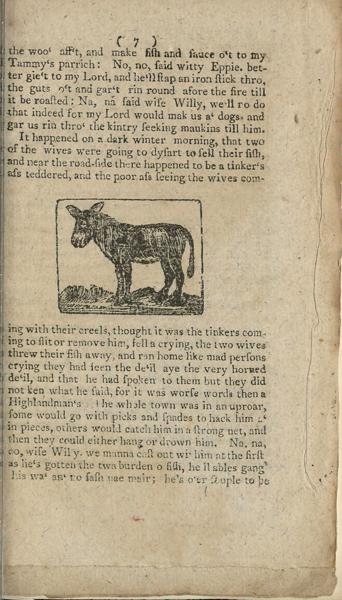 ( 7 )
the woo' aff't, and make fish and sauce o't to my
Tammy's parrich: No, no, said witty Eppie. bet-
ter gie't to my Lord, and he'll stap an iron stick thro,
the guts o't and gar't rin round afore the fire till
it be roasted; Na, na said wife Willy, we'll ro do
that indeed for my Lord would mak us a' dogs, and
gar us rin thro' the kintry seeking maukins till him.
It happened on a dark winter morning, that two
of the wives were going to dysart to sell their fish,
and near the road-side there happened to be a tinker's
ass teddered, and the poor ass seeing the wives com-
ing with their creels, thought it was the tinkers com-
ing to flit or remove him, fell a crying, the two wives
threw their fish away, and ran home like mad persons
crying they had seen the de'il aye the very horned
de'il, and that he had spoken to them but they did
not ken what he said, for it was worse words then a
Highlandman's the whole town was in an uproar,
some would go with picks and spades to hack him
in pieces, others would catch him in a strong net, and
then they could either hang or drown him. Na, na,
co, wife Wily. we manna cast out wi' him at the first
as he's gotten the twa burden o fish, he'll ables gang
his wa' an' to fash nae mair; he's o'er souple to be